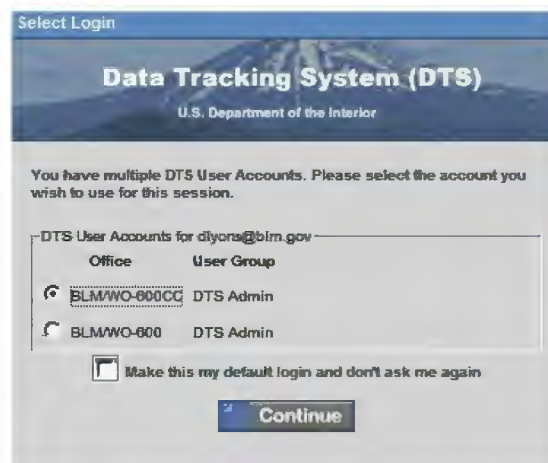 Select Login
Data Tracking System (DTS)
U.S. Department of the Interior
You have multiple DTS User Accounts. Please select the account you
wish to use for this session.
DTS User Accounts for dlyons@blm.gov
Office User Group
BLM/WO-600CC DTS Admin
BLM/WO-600 DTS Admin
Make this my default login and don't ask me again
Continue